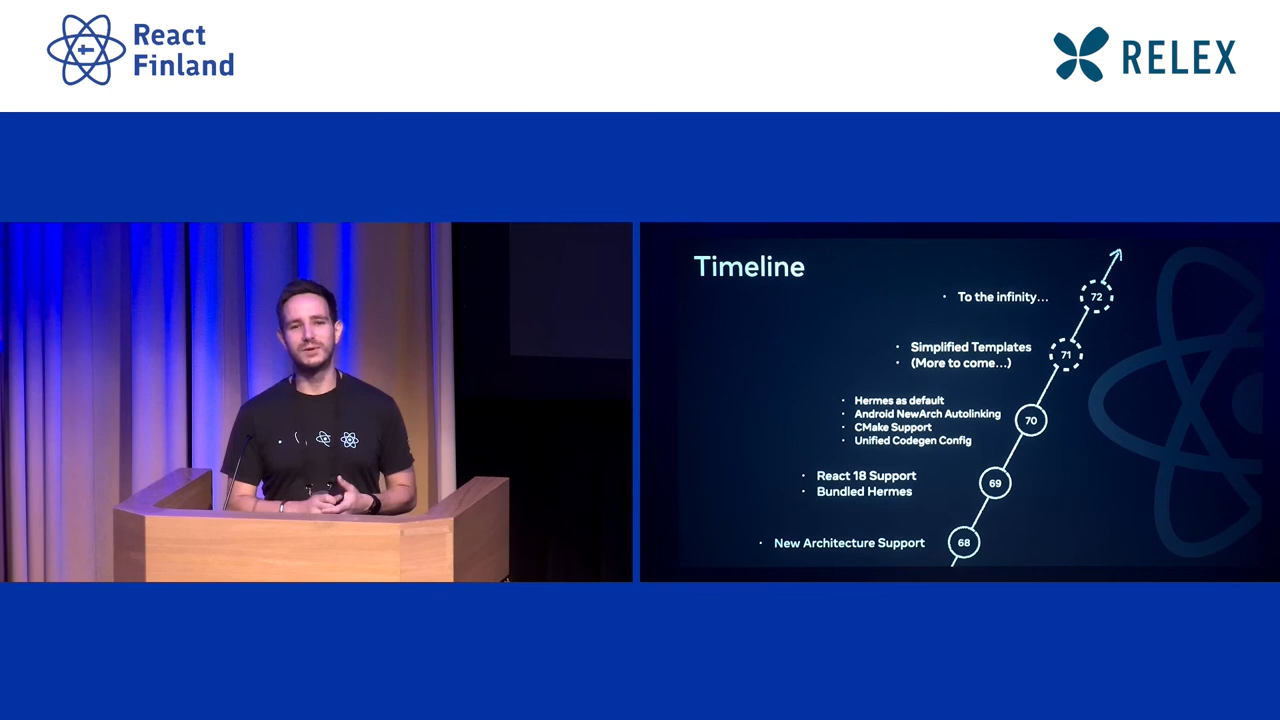 React
Finland
RELEX
Timeline
• To the infinity...
72
• Simplified Templates
• (More to come...)
71
• Hermes as default
• Android NewArch Autolinking
• CMake Support
• Unified Codegen Config
70
• React 18 Support
• Bundled Hermes
69
• New Architecture Support
68